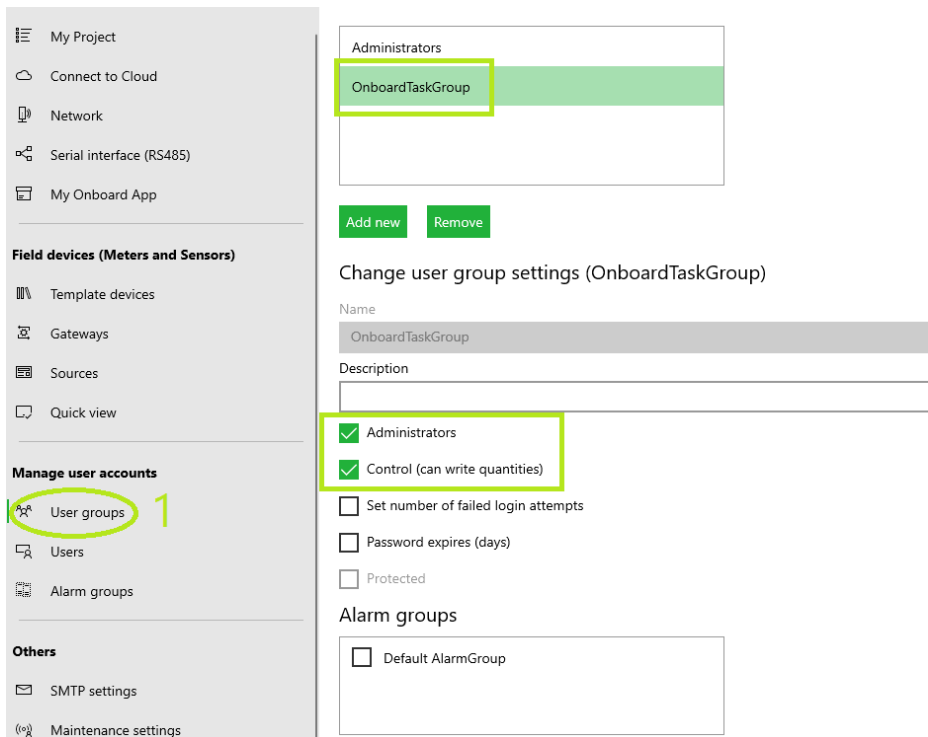 My Project
Connect to Cloud
Network
Serial interface (RS485)
My Onboard App
Field devices (Meters and Sensors)
Template devices
Gateways
Sources
Quick view
Manage user accounts
User groups
1
Users
Alarm groups
Others
SMTP settings
Maintenance settings
Administrators
OnboardTaskGroup
Add new
Remove
Change user group settings (OnboardTaskGroup)
Name
OnboardTaskGroup
Description
Administrators
Control (can write quantities)
Set number of failed login attempts
Password expires (days)
Protected
Alarm groups
Default AlarmGroup